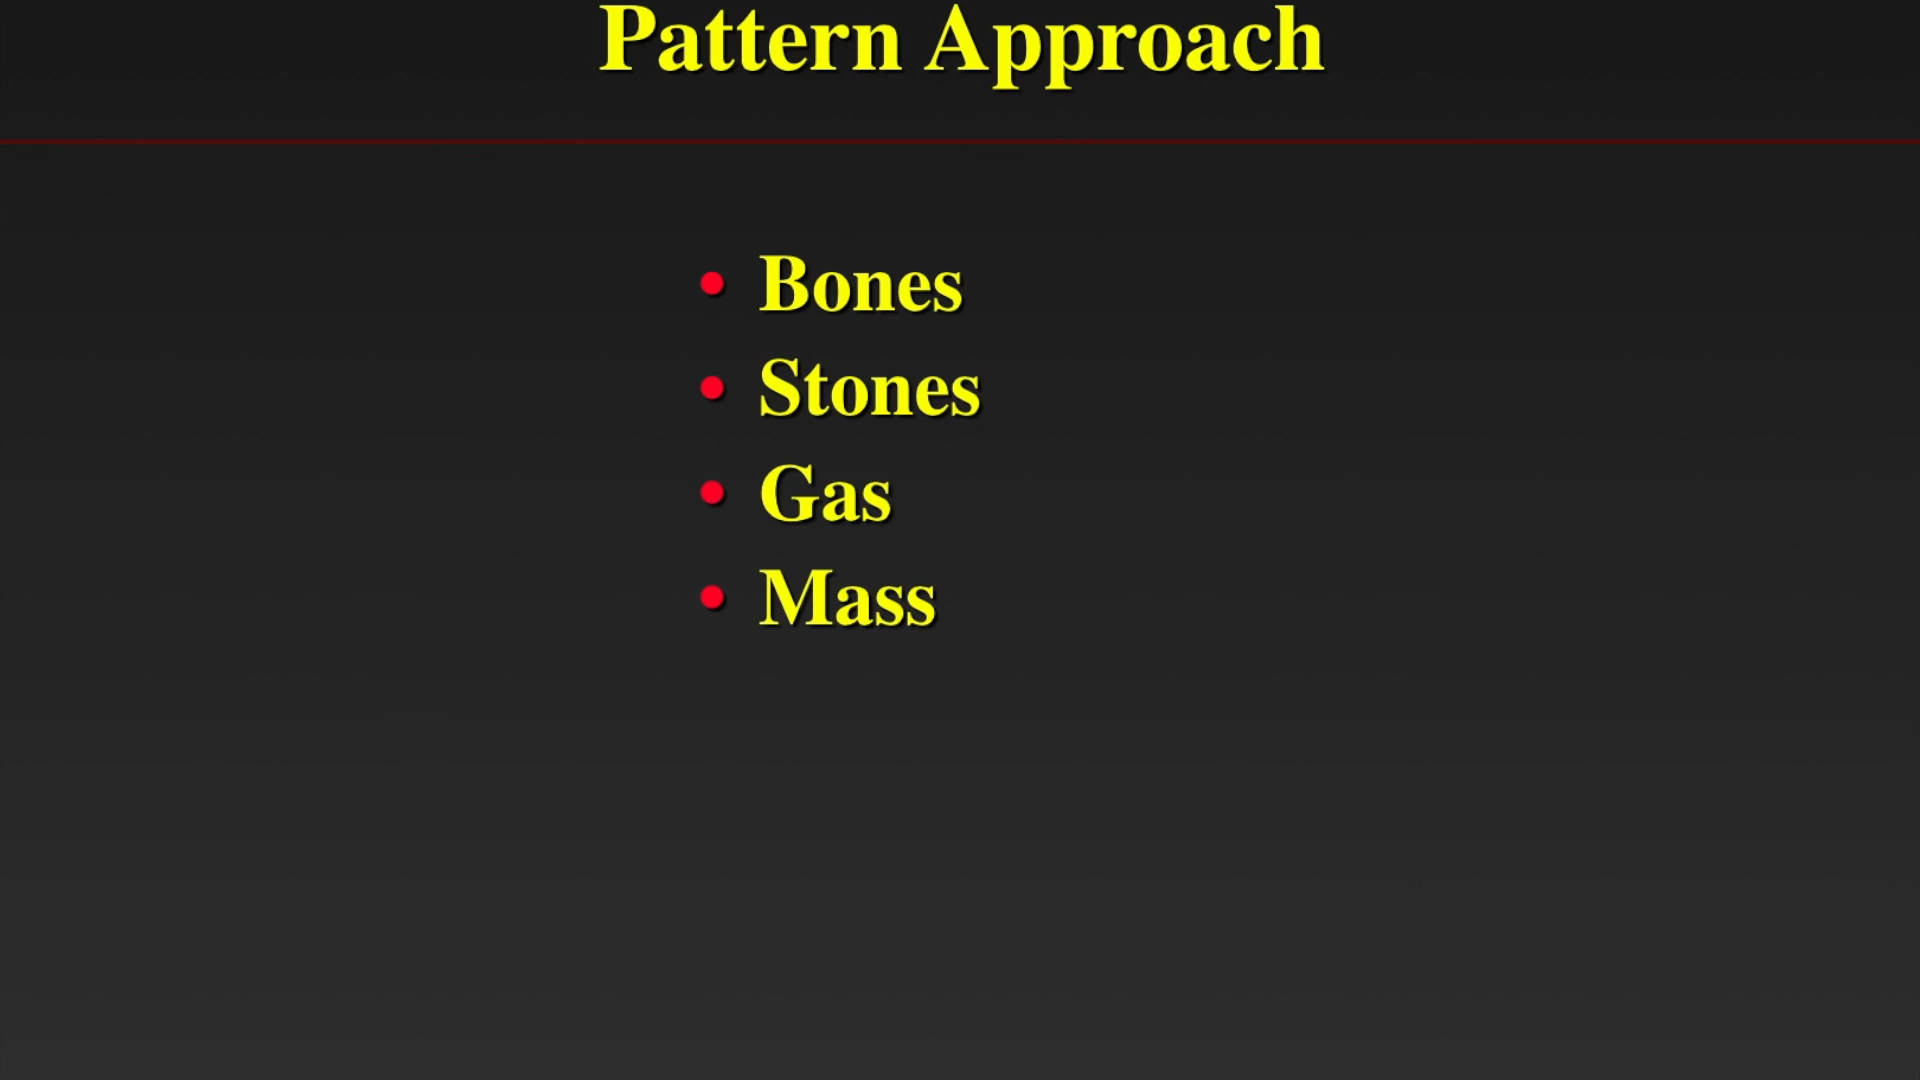 Pattern Approach
• Bones
• Stones
• Gas
• Mass